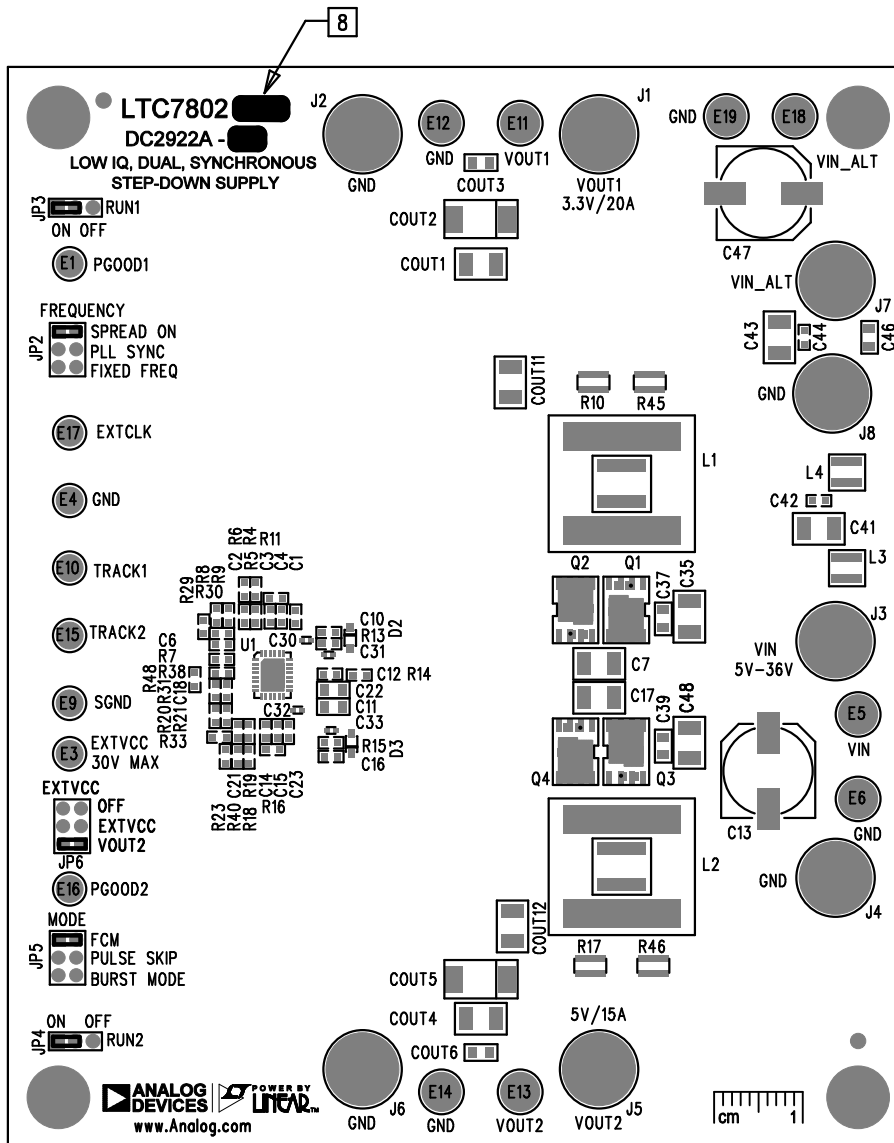 8
LTC7802
DC2922A -
LOW IQ, DUAL, SYNCHRONOUS
STEP-DOWN SUPPLY
J2
GND
E12
GND
E11
VOUT1
J1
VOUT1
3.3V/20A
GND
E19
E18
VIN_ALT
COUT3
COUT2
COUT1
C47
JP3
RUN1
ON OFF
E1
PGOOD1
FREQUENCY
JP2
SPREAD ON
PLL SYNC
FIXED FREQ
VIN_ALT
J7
C43
C44
C46
GND
J8
COUT11
R10
R45
L1
E17
EXTCLK
E4
GND
E10
TRACK1
E15
TRACK2
E9
SGND
E3
EXTVCC
30V MAX
L4
C42
C41
L3
Q2
Q1
C37
C35
J3
VIN
5V-36V
R6
R4
R11
C2
R5
C3
C4
C1
R29
R8
R30
R9
C6
R7
R38
R48
R31
C18
R20
R21
R33
U1
C30
C10
R13
D2
C31
C12
R14
C22
C11
C33
C32
R15
D3
C16
C21
R19
C14
C15
C23
R23
R40
R18
R16
C7
C17
C39
C48
Q4
Q3
E5
VIN
E6
GND
C13
L2
GND
J4
EXTVCC
OFF
EXTVCC
VOUT2
JP6
E16
PGOOD2
MODE
JP5
FCM
PULSE SKIP
BURST MODE
ON OFF
JP4
RUN2
COUT12
R17
R46
COUT5
COUT4
COUT6
5V/15A
J6
GND
E14
GND
E13
VOUT2
J5
VOUT2
ANALOG
DEVICES
POWER BY
LINEAR™
www.Analog.com
cm 1